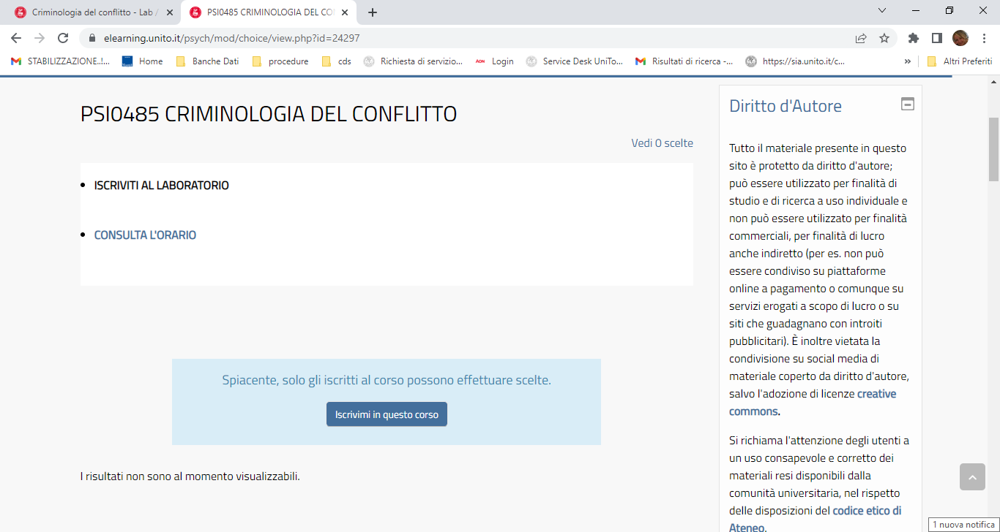 Criminologia del conflitto - Lab /
PSI0485 CRIMINOLOGIA DEL CO
elearning.unito.it/psych/mod/choice/view.php?id=24297
STABILIZZAZIONE..!...
Home
Banche Dati
procedure
cds
Richiesta di servizio...
AON
Login
Service Desk UniTo...
Risultati di ricerca -...
https://sia.unito.it/c...
»
Altri Preferiti
PSI0485 CRIMINOLOGIA DEL CONFLITTO
Vedi 0 scelte
• ISCRIVITI AL LABORATORIO
• CONSULTA L'ORARIO
Spiacente, solo gli iscritti al corso possono effettuare scelte.
Iscrivimi in questo corso
I risultati non sono al momento visualizzabili.
Diritto d'Autore
Tutto il materiale presente in questo
sito è protetto da diritto d'autore;
può essere utilizzato per finalità di
studio e di ricerca a uso individuale e
non può essere utilizzato per finalità
commerciali, per finalità di lucro
anche indiretto (per es. non può
essere condiviso su piattaforme
online a pagamento o comunque su
servizi erogati a scopo di lucro o su
siti che guadagnano con introiti
pubblicitari). È inoltre vietata la
condivisione su social media di
materiale coperto da diritto d'autore,
salvo l'adozione di licenze creative
commons.
Si richiama l'attenzione degli utenti a
un uso consapevole e corretto dei
materiali resi disponibili dalla
comunità universitaria, nel rispetto
delle disposizioni del codice etico di
Ateneo.
1 nuova notifica